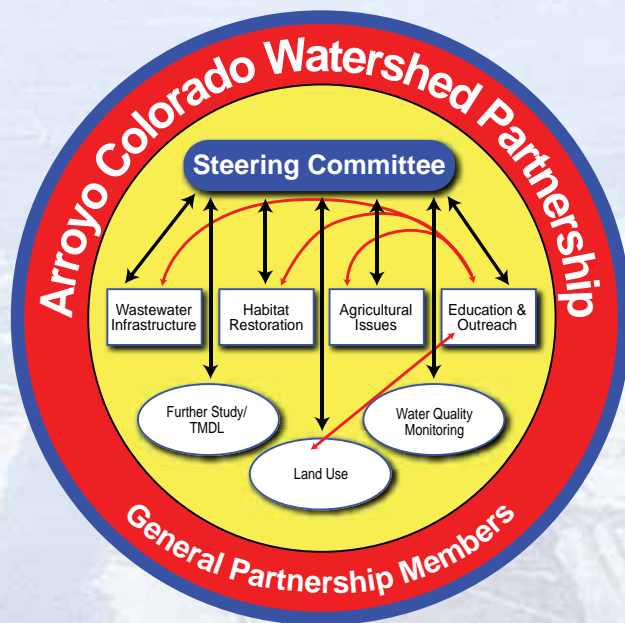 Arroyo Colorado Watershed Partnership
Steering Committee
Wastewater
Infrastructure
Habitat
Restoration
Agricultural
Issues
Education &
Outreach
Further Study/
TMDL
Water Quality
Monitoring
Land Use
General Partnership Members